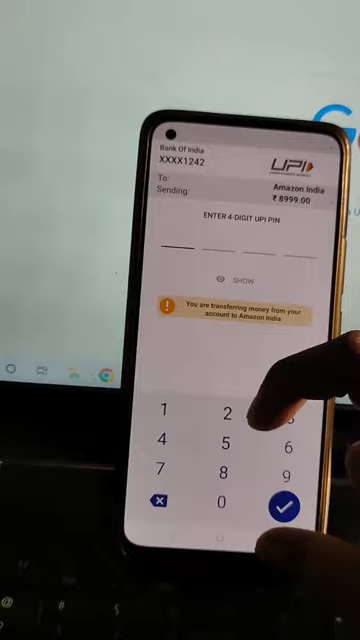 Bank Of India
XXXX1242
UPI
To:
Amazon India
Sending:
₹ 8999.00
ENTER 4-DIGIT UPI PIN
SHOW
You are transferring money from your
account to Amazon India
1 2
4 5 6
7 8 9
0
G
@ #